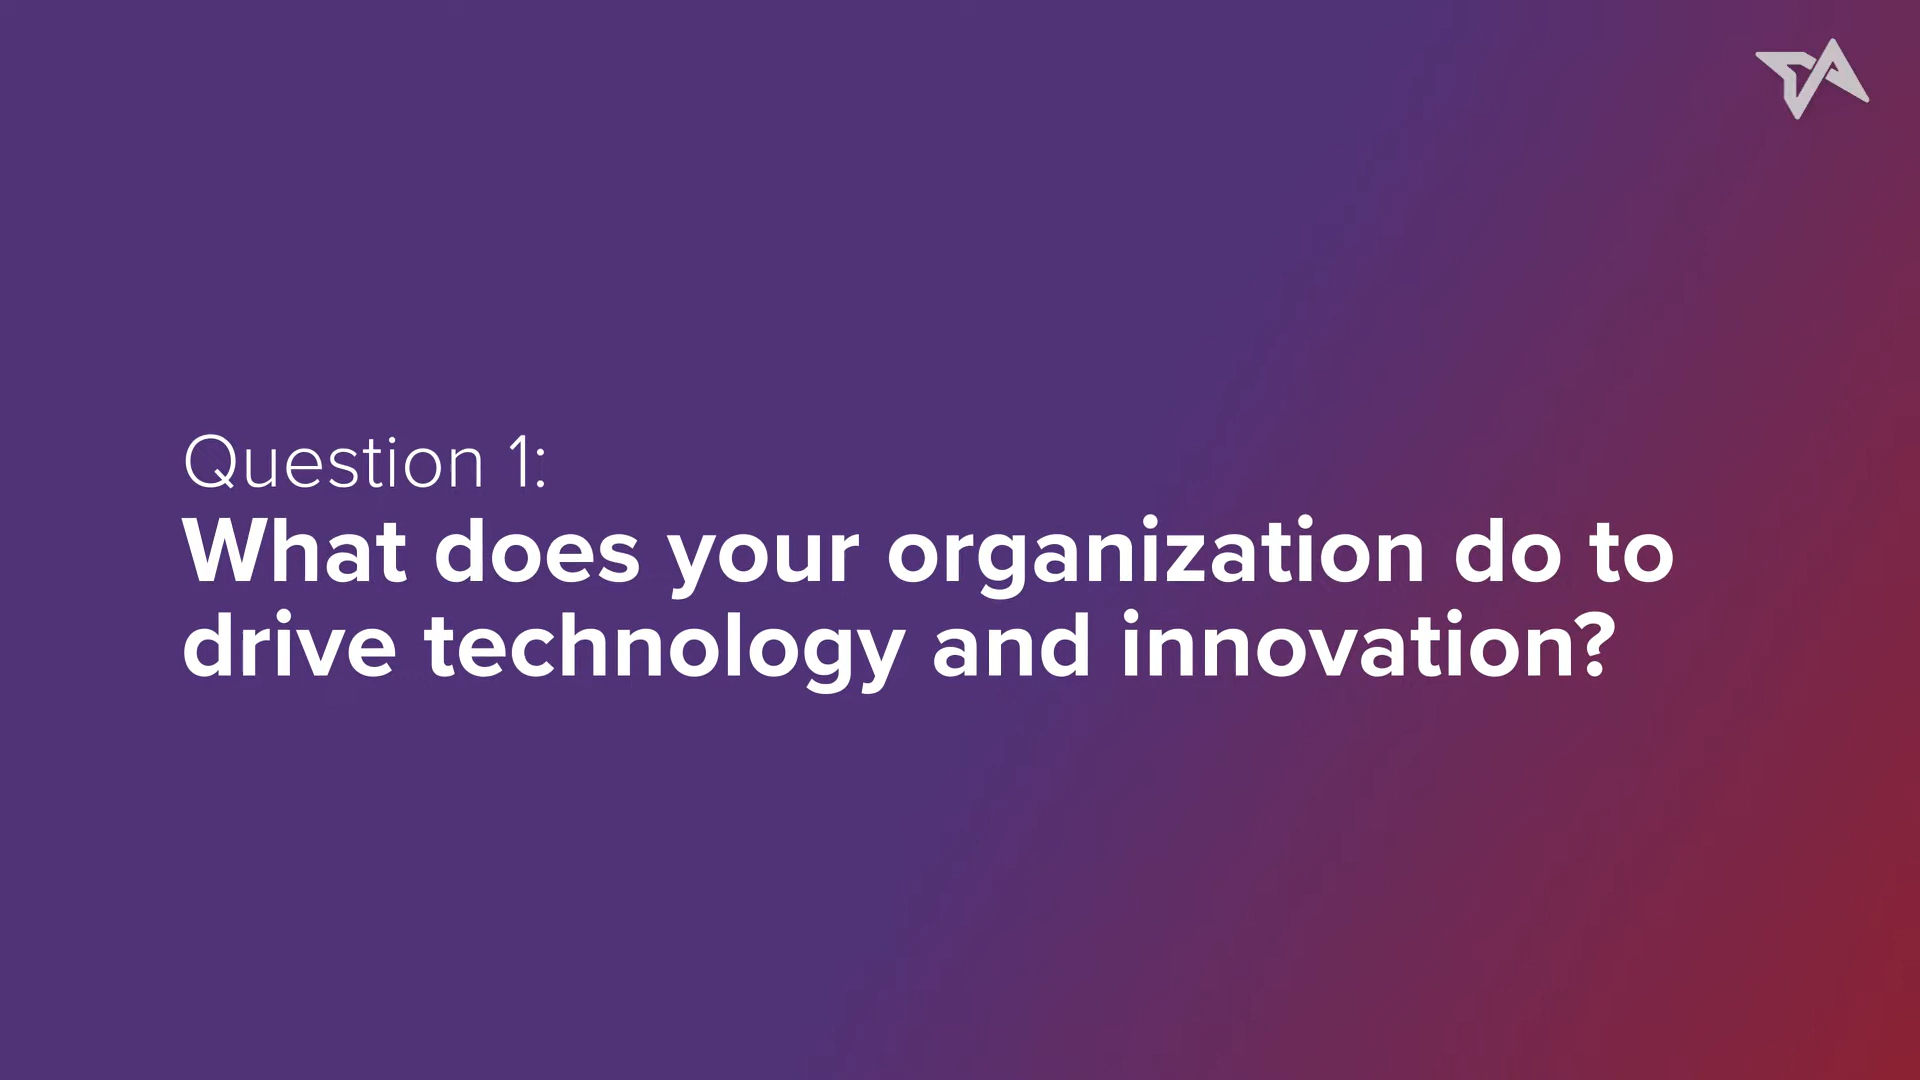 Question 1:
What does your organization do to
drive technology and innovation?